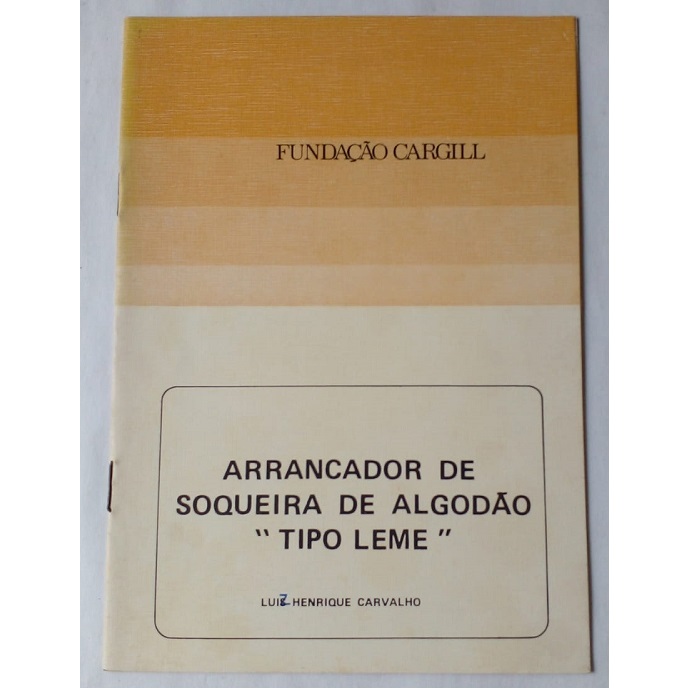 FUNDAÇÃO CARGILL
ARRANCADOR DE
SOQUEIRA DE ALGODÃO
" TIPO LEME "
LUIZ HENRIQUE CARVALHO